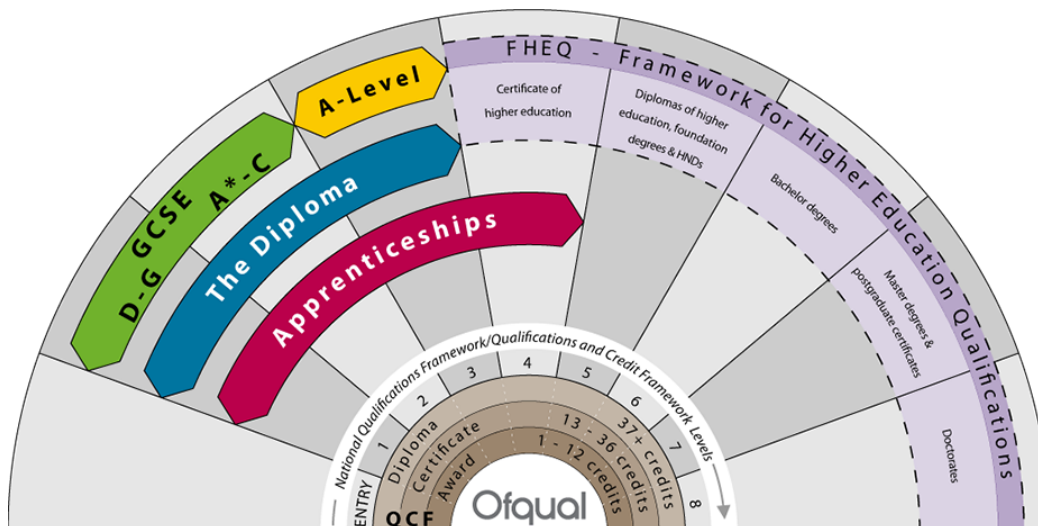 FHEQ - Framework for Higher Education Qualifications
A-Level
GCSE
D-G A*-C
The Diploma
Apprenticeships
Certificate of
higher education
Diplomas of higher
education, foundation
degrees & HNDs
Bachelor degrees
Master degrees &
postgraduate certificates
Doctorates
National Qualifications Framework/Qualifications and Credit Framework Levels
ENTRY
1
2
3
4
5
6
7
8
Diploma
37+ credits
Certificate
13 - 36 credits
Award
1 - 12 credits
QCF
Ofqual